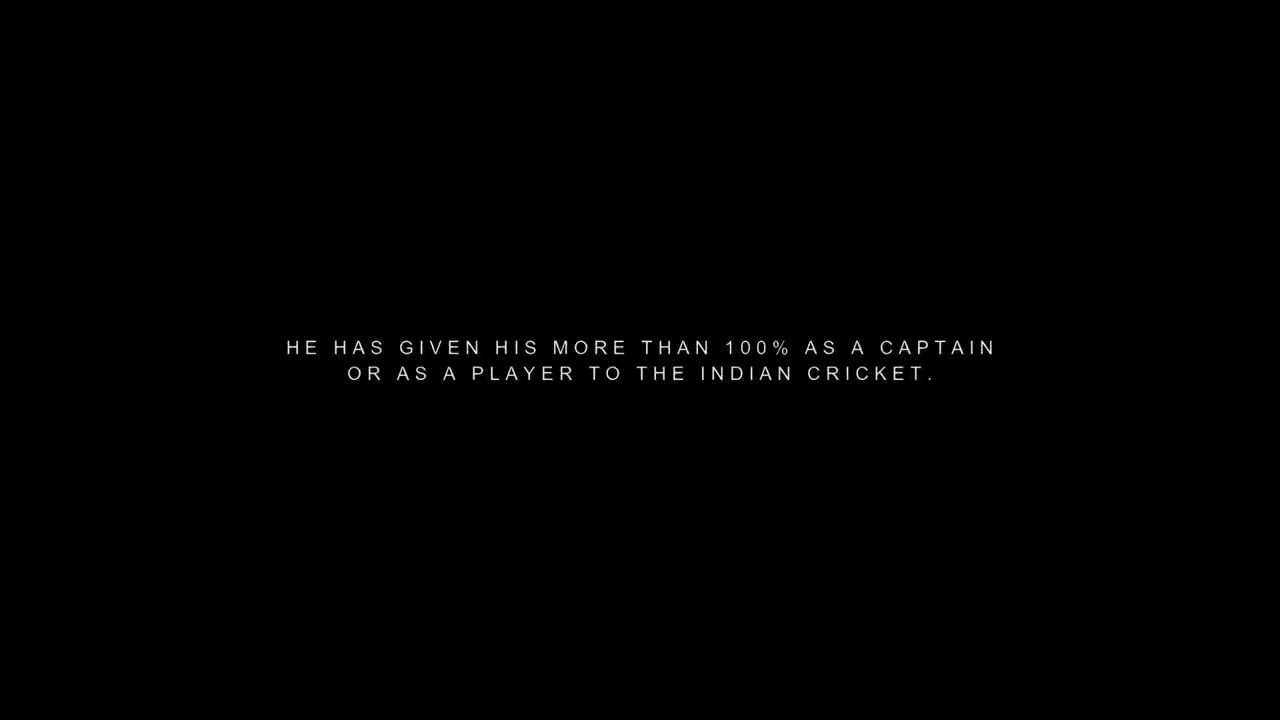 HE HAS GIVEN HIS MORE THAN 100% AS A CAPTAIN
OR AS A PLAYER TO THE INDIAN CRICKET.